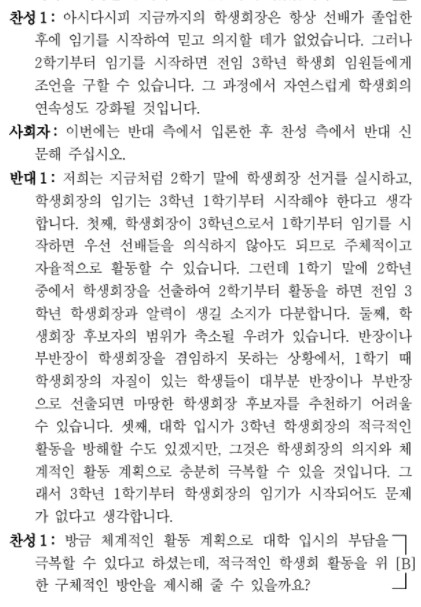 찬성 1 : 아시다시피 지금까지의 학생회장은 항상 선배가 졸업한
후에 임기를 시작하여 믿고 의지할 데가 없었습니다. 그러나
2학기부터 임기를 시작하면 전임 3학년 학생회 임원들에게
조언을 구할 수 있습니다. 그 과정에서 자연스럽게 학생회의
연속성도 강화될 것입니다.
사회자 : 이번에는 반대 측에서 입론한 후 찬성 측에서 반대 신
문해 주십시오.
반대 1 : 저희는 지금처럼 2학기 말에 학생회장 선거를 실시하고,
학생회장의 임기는 3학년 1학기부터 시작해야 한다고 생각
합니다. 첫째, 학생회장이 3학년으로서 1학기부터 임기를 시
작하면 우선 선배들을 의식하지 않아도 되므로 주체적이고
자율적으로 활동할 수 있습니다. 그런데 1학기 말에 2학년
중에서 학생회장을 선출하여 2학기부터 활동을 하면 전임 3
학년 학생회장과 알력이 생길 소지가 다분합니다. 둘째, 학
생회장 후보자의 범위가 축소될 우려가 있습니다. 반장이나
부반장이 학생회장을 겸임하지 못하는 상황에서, 1학기 때
학생회장의 자질이 있는 학생들이 대부분 반장이나 부반장
으로 선출되면 마땅한 학생회장 후보자를 추천하기 어려울
수 있습니다. 셋째, 대학 입시가 3학년 학생회장의 적극적인
활동을 방해할 수도 있겠지만, 그것은 학생회장의 의지와 체
계적인 활동 계획으로 충분히 극복할 수 있을 것입니다. 그
래서 3학년 1학기부터 학생회장의 임기가 시작되어도 문제
가 없다고 생각합니다.
찬성 1 : 방금 체계적인 활동 계획으로 대학 입시의 부담을
극복할 수 있다고 하셨는데, 적극적인 학생회 활동을 위 [B]
한 구체적인 방안을 제시해 줄 수 있을까요?